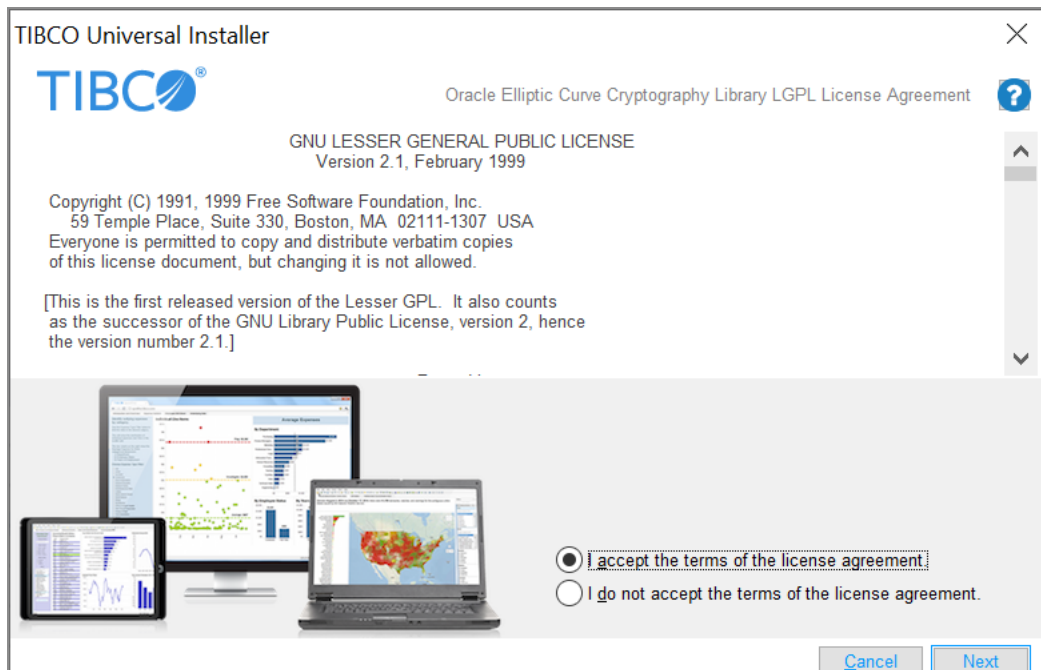 TIBCO Universal Installer
TIBCO®
Oracle Elliptic Curve Cryptography Library LGPL License Agreement
?
GNU LESSER GENERAL PUBLIC LICENSE
Version 2.1, February 1999
Copyright (C) 1991, 1999 Free Software Foundation, Inc.
59 Temple Place, Suite 330, Boston, MA 02111-1307 USA
Everyone is permitted to copy and distribute verbatim copies
of this license document, but changing it is not allowed.
[This is the first released version of the Lesser GPL. It also counts
as the successor of the GNU Library Public License, version 2, hence
the version number 2.1.]
Average Expenses
I accept the terms of the license agreement.
I do not accept the terms of the license agreement.
Cancel
Next